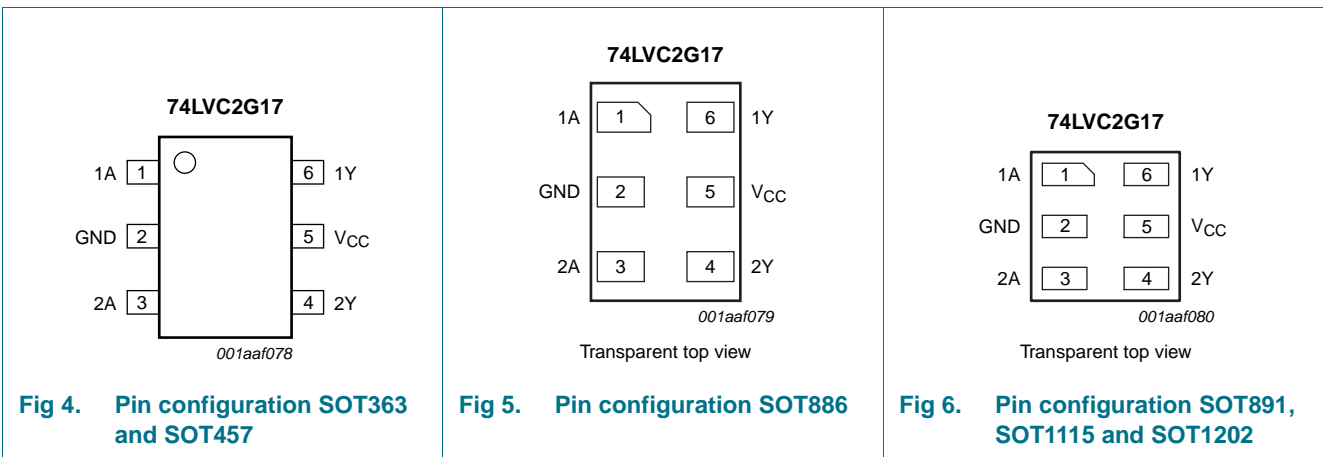 74LVC2G17
1A 1 6 1Y
GND 2 5 VCC
2A 3 4 2Y
001aaf078
Fig 4. Pin configuration SOT363
and SOT457
74LVC2G17
1A 1 6 1Y
GND 2 5 VCC
2A 3 4 2Y
001aaf079
Transparent top view
Fig 5. Pin configuration SOT886
74LVC2G17
1A 1 6 1Y
GND 2 5 VCC
2A 3 4 2Y
001aaf080
Transparent top view
Fig 6. Pin configuration SOT891,
SOT1115 and SOT1202